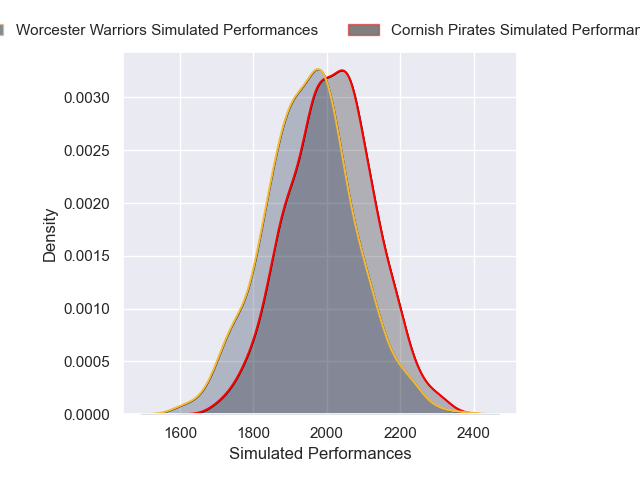 Worcester Warriors Simulated Performances
Cornish Pirates Simulated
Density
0.0030
0.0025
0.0020
0.0015
0.0010
0.0005
0.0000
1600 1800 2000 2200 2400
Simulated Performances